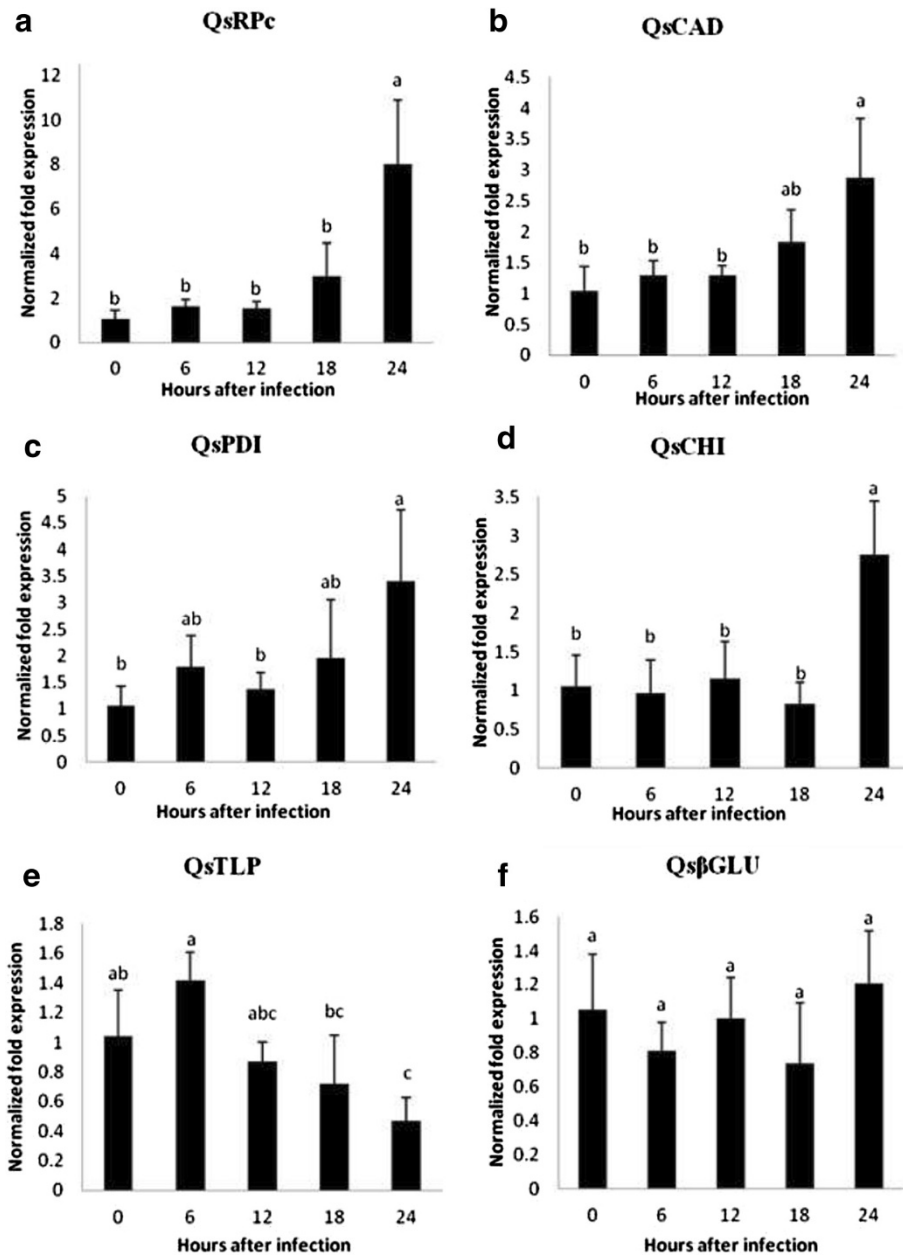 a
QsRPc
Normalized fold expression
12
10
8
6
4
2
0
b
b
b
b
a
0 6 12 18 24
Hours after infection
b
QsCAD
Normalized fold expression
4.5
4
3.5
3
2.5
2
1.5
1
0.5
0
b
b
b
ab
a
0 6 12 18 24
Hours after infection
c
QsPDI
Normalized fold expression
5
4.5
4
3.5
3
2.5
2
1.5
1
0.5
0
b
ab
b
ab
a
0 6 12 18 24
Hours after infection
d
QsCHI
Normalized fold expression
3.5
3
2.5
2
1.5
1
0.5
0
b
b
b
b
a
0 6 12 18 24
Hours after infection
e
QsTLP
Normalized fold expression
1.8
1.6
1.4
1.2
1
0.8
0.6
0.4
0.2
0
ab
a
abc
bc
c
0 6 12 18 24
Hours after infection
f
QsβGLU
Normalized fold expression
1.6
1.4
1.2
1
0.8
0.6
0.4
0.2
0
a
a
a
a
a
0 6 12 18 24
Hours after infection